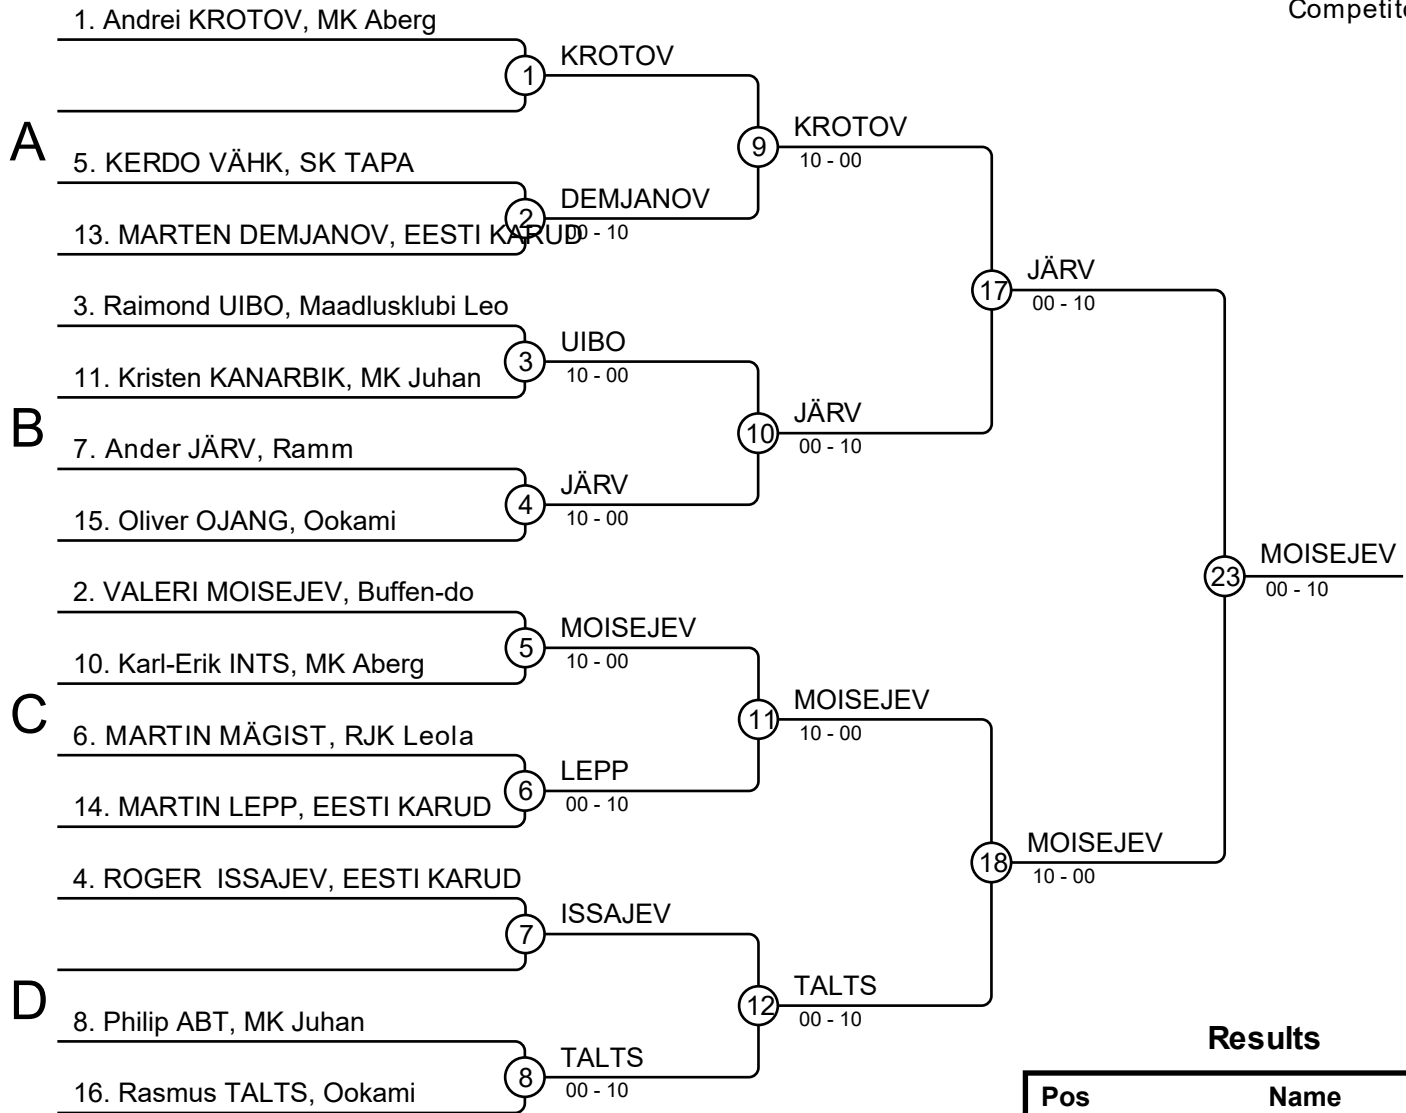 Competito
1. Andrei KROTOV, MK Aberg
1
KROTOV
A
9
KROTOV
10 - 00
5. KERDO VÄHK, SK TAPA
2
DEMJANOV
00 - 10
13. MARTEN DEMJANOV, EESTI KARUD
17
JÄRV
00 - 10
3. Raimond UIBO, Maadlusklubi Leo
3
UIBO
10 - 00
11. Kristen KANARBIK, MK Juhan
B
10
JÄRV
00 - 10
7. Ander JÄRV, Ramm
4
JÄRV
10 - 00
15. Oliver OJANG, Ookami
23
MOISEJEV
00 - 10
2. VALERI MOISEJEV, Buffen-do
5
MOISEJEV
10 - 00
10. Karl-Erik INTS, MK Aberg
C
11
MOISEJEV
10 - 00
6. MARTIN MÄGIST, RJK Leola
6
LEPP
00 - 10
14. MARTIN LEPP, EESTI KARUD
18
MOISEJEV
10 - 00
4. ROGER  ISSAJEV, EESTI KARUD
7
ISSAJEV
D
12
TALTS
00 - 10
8. Philip ABT, MK Juhan
8
TALTS
00 - 10
16. Rasmus TALTS, Ookami
Results
Pos Name